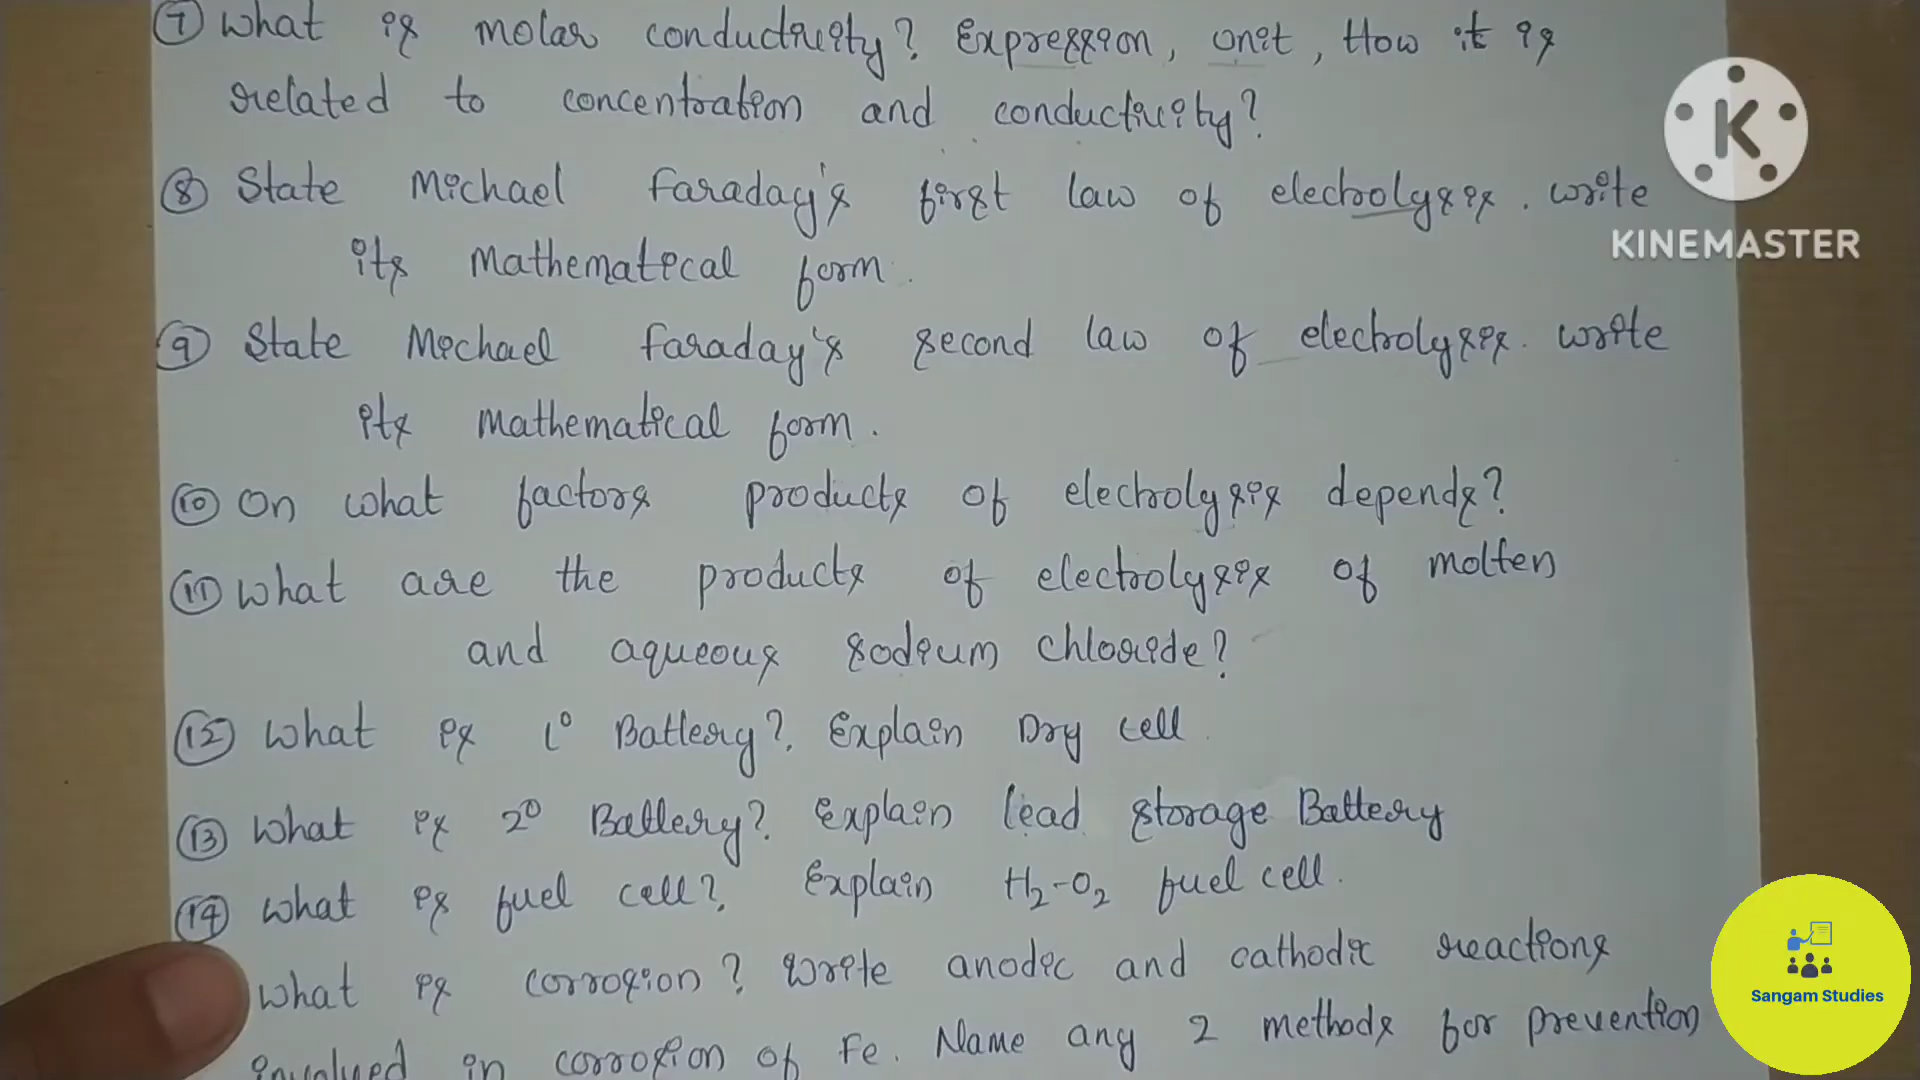 7 What is molar conductivity? Expression, Unit, How it is
related to concentration and conductivity?
8 State Michael Faraday's first law of electrolysis. write
its Mathematical form.
9 State Michael Faraday's second law of electrolysis. write
its Mathematical form.
10 On what factors products of electrolysis depends?
11 What are the products of electrolysis of molten
and aqueous sodium chloride?
12 What is 1° Battery? Explain Dry cell
13 What is 2° Battery? Explain lead storage Battery
14 What is fuel cell? Explain H2-O2 fuel cell.
What is corrosion? Write anodic and cathodic reactions
involved in corrosion of Fe. Name any 2 methods for prevention
K
KINEMASTER
Sangam Studies